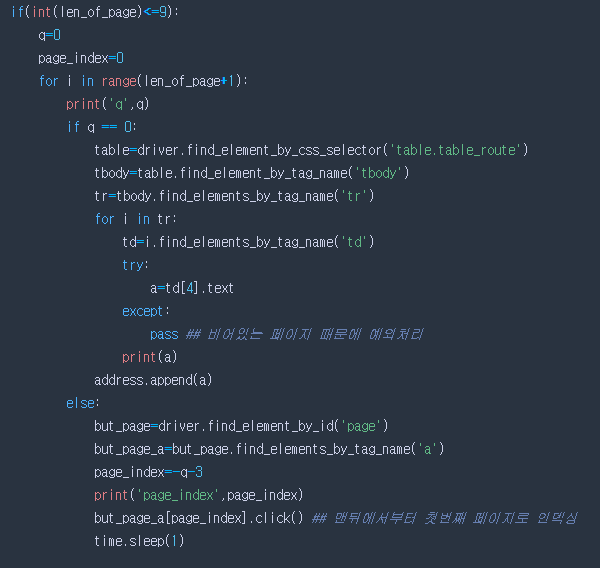 if(int(len_of_page)<=9):
    q=0
    page_index=0
    for i in range(len_of_page+1):
        print('q',q)
        if q == 0:
            table=driver.find_element_by_css_selector('table.table_route')
            tbody=table.find_element_by_tag_name('tbody')
            tr=tbody.find_elements_by_tag_name('tr')
            for i in tr:
                td=i.find_elements_by_tag_name('td')
                try:
                    a=td[4].text
                except:
                    pass ## 비어있는 페이지 때문에 예외처리
                print(a)
            address.append(a)
        else:
            but_page=driver.find_element_by_id('page')
            but_page_a=but_page.find_elements_by_tag_name('a')
            page_index=-q-3
            print('page_index',page_index)
            but_page_a[page_index].click() ## 맨뒤에서부터 첫번째 페이지로 인덱싱
            time.sleep(1)